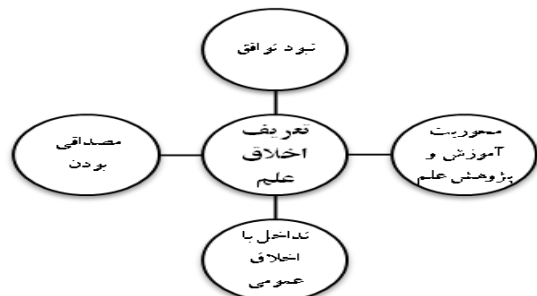 نبود توافق
تعریف
اخلاق
علم
محوریت
آموزش و
پژوهش علم
مصداقی
بودن
تداخل با
اخلاق
عمومی